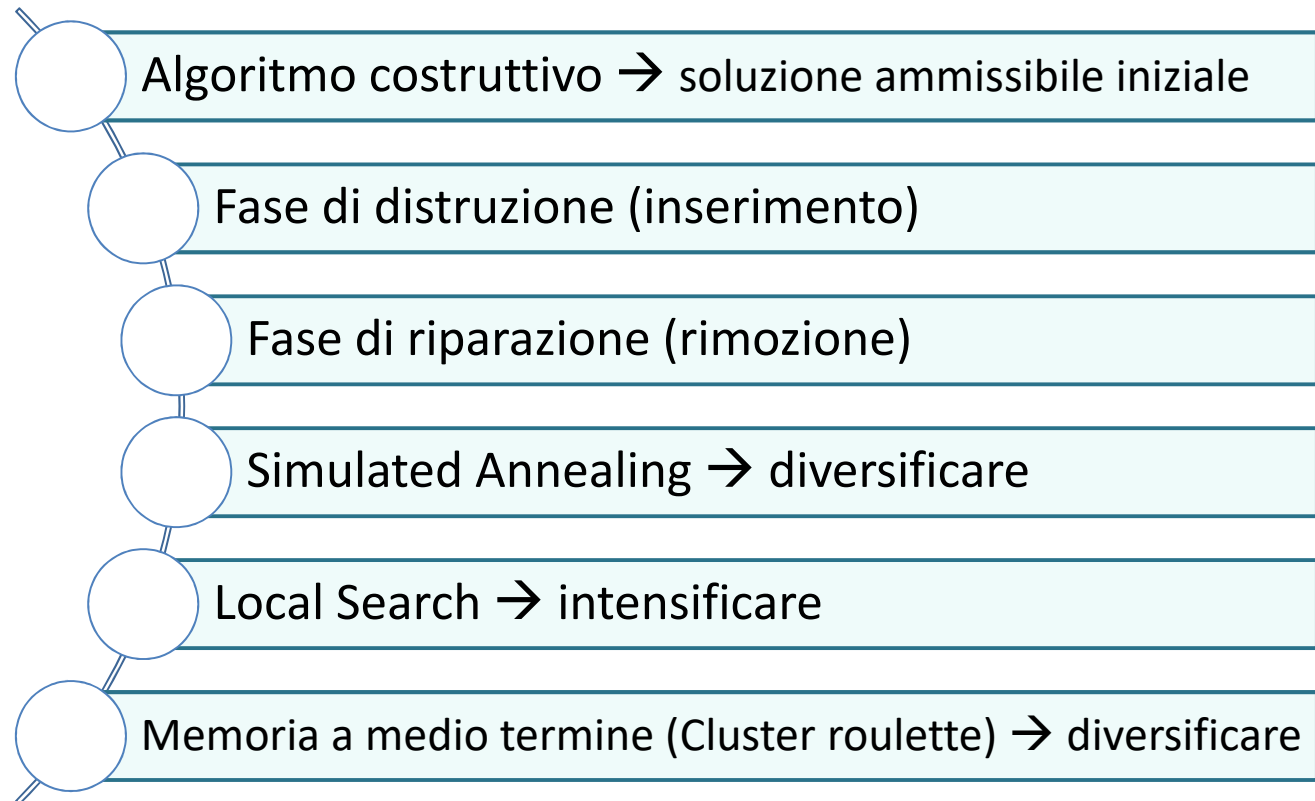 Algoritmo costruttivo → soluzione ammissibile iniziale
Fase di distruzione (inserimento)
Fase di riparazione (rimozione)
Simulated Annealing → diversificare
Local Search → intensificare
Memoria a medio termine (Cluster roulette) → diversificare